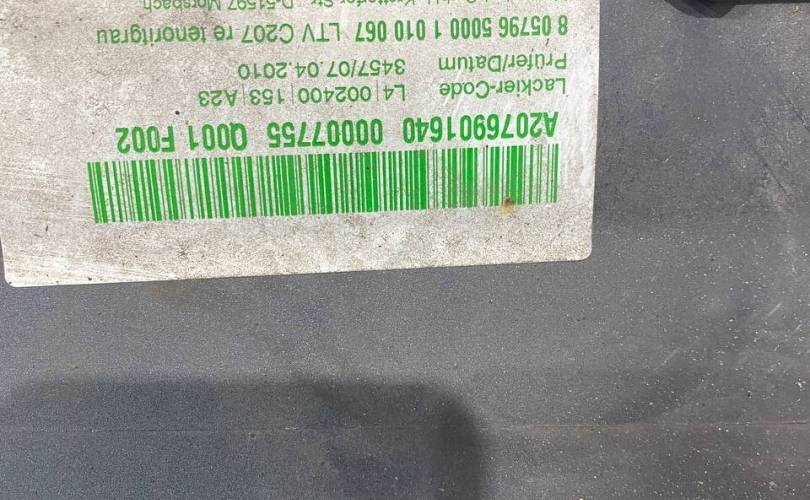 D-51597 Morsbach
8 05796 5000 1 010 067 LTV C207 re tenoritgrau
Prüfer/Datum 3457/07.04.2010
Lackier-Code L4|002400|153|A23
A2076901640 00007755 Q001 F002